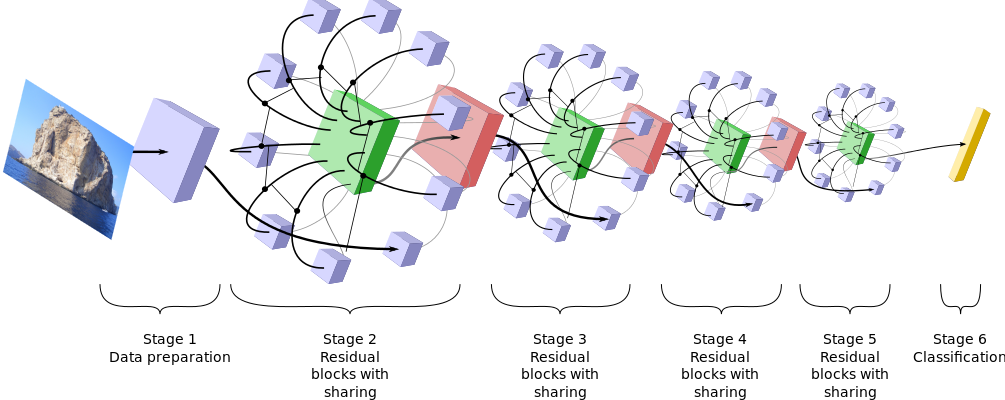 Stage 1
Data preparation
Stage 2
Residual
blocks with
sharing
Stage 3
Residual
blocks with
sharing
Stage 4
Residual
blocks with
sharing
Stage 5
Residual
blocks with
sharing
Stage 6
Classification